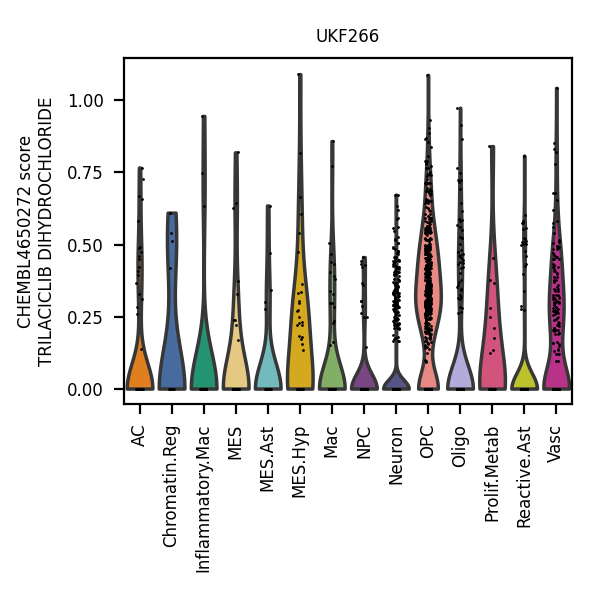 UKF266
CHEMBL4650272 score
TRILACICLIB DIHYDROCHLORIDE
1.00
0.75
0.50
0.25
0.00
AC
Chromatin.Reg
Inflammatory.Mac
MES
MES.Ast
MES.Hyp
Mac
NPC
Neuron
OPC
Oligo
Prolif.Metab
Reactive.Ast
Vasc